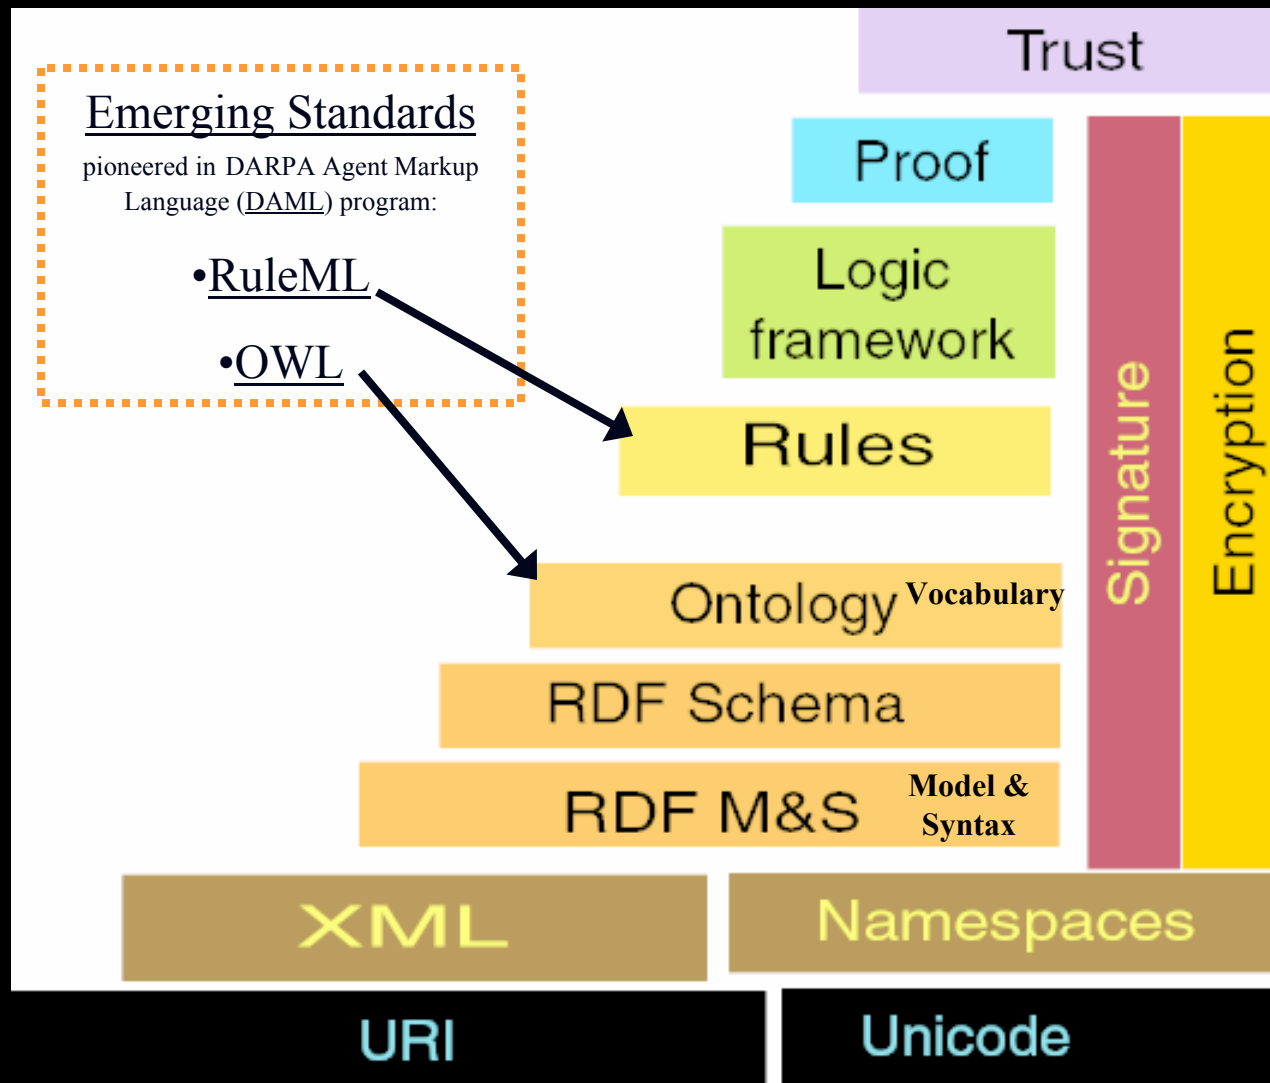 Trust
Emerging Standards
pioneered in DARPA Agent Markup
Language (DAML) program:
•RuleML
•OWL
Proof
Logic
framework
Rules
Signature
Encryption
Ontology Vocabulary
RDF Schema
RDF M&S
Model &
Syntax
XML
Namespaces
URI
Unicode